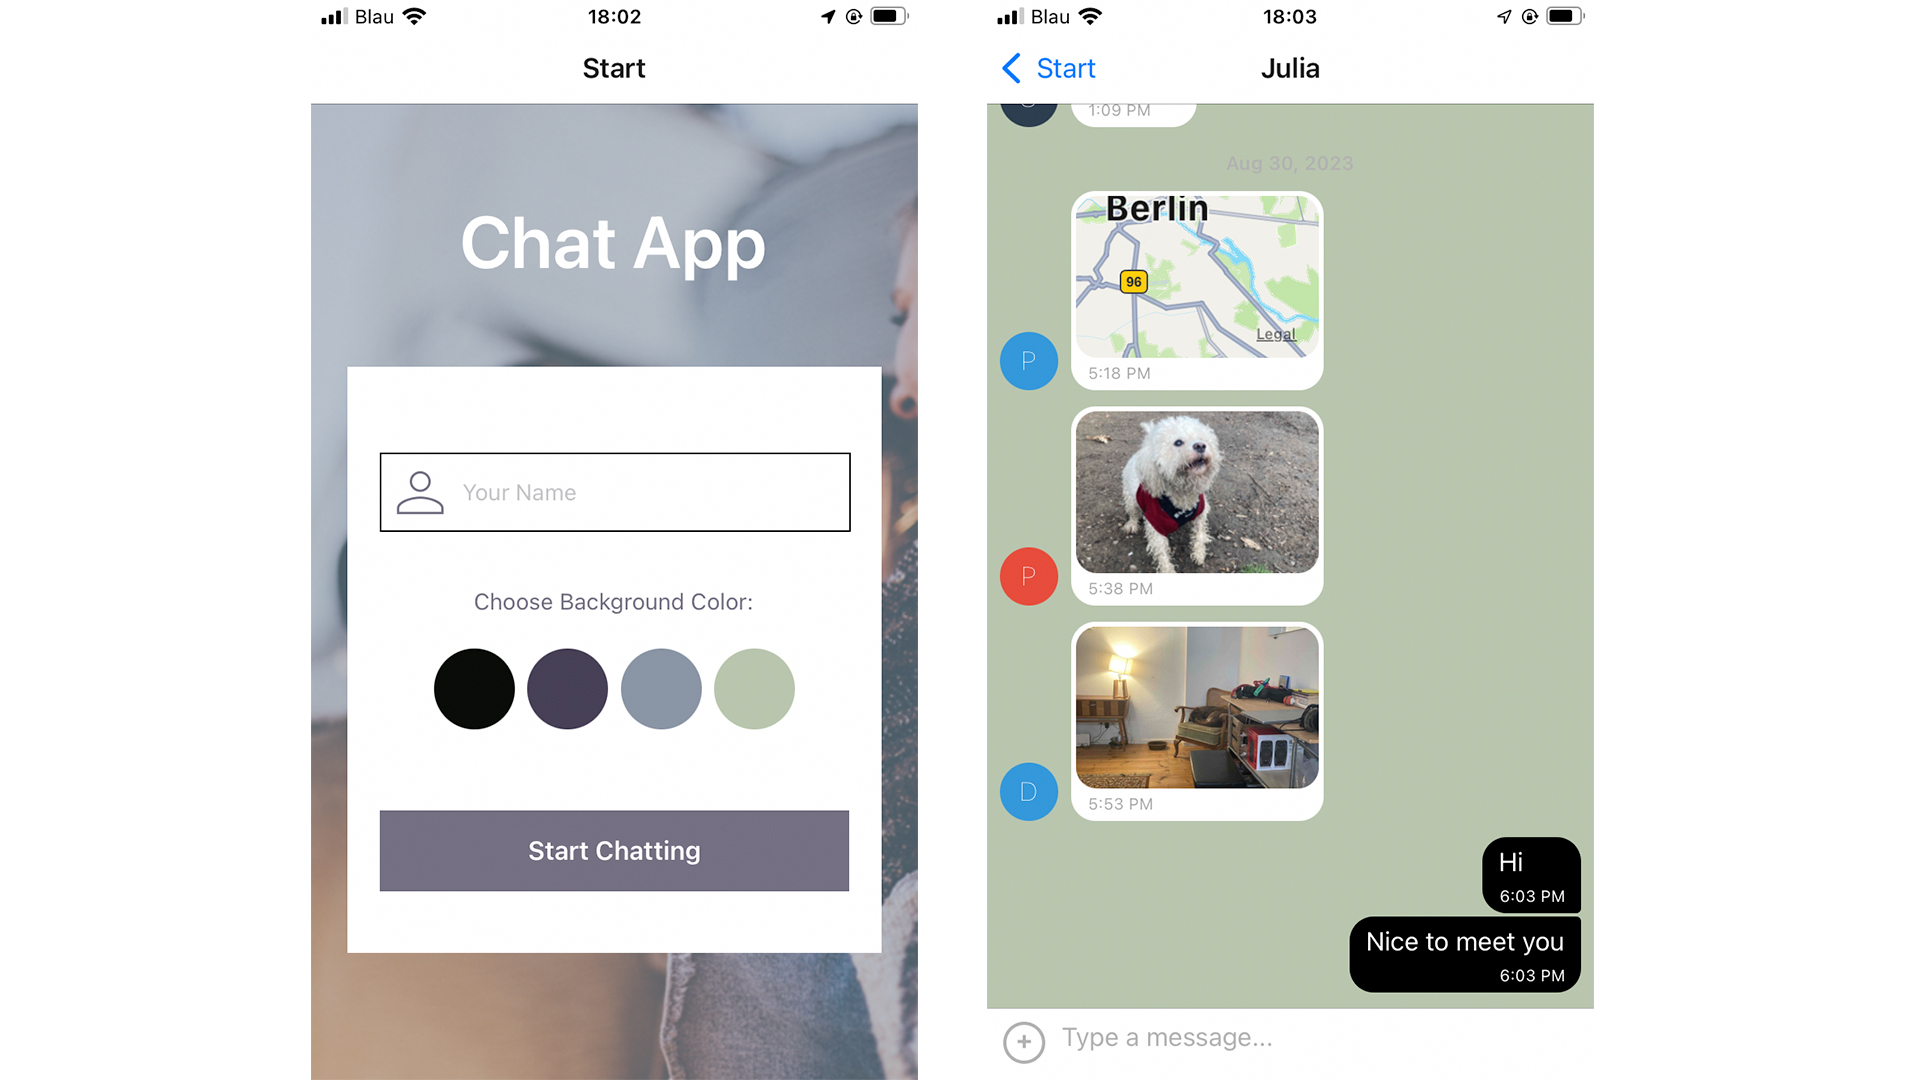 Blau
18:02
Start
Chat App
Your Name
Choose Background Color:
Start Chatting
Blau
18:03
Start
Julia
1:09 PM
Aug 30, 2023
Berlin
96
Legal
P
5:18 PM
P
5:38 PM
D
5:53 PM
Hi
6:03 PM
Nice to meet you
6:03 PM
Type a message...